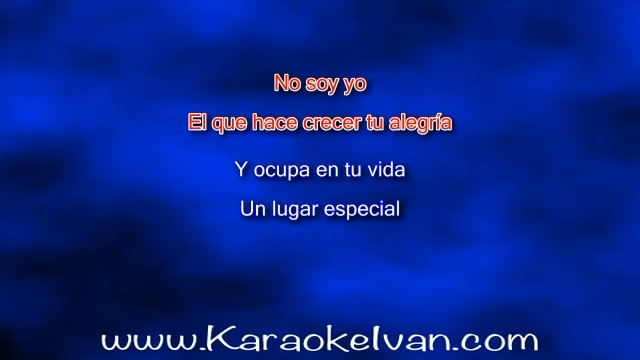 No soy yo
El que hace crecer tu alegría
Y ocupa en tu vida
Un lugar especial
www.KaraokeIvan.com